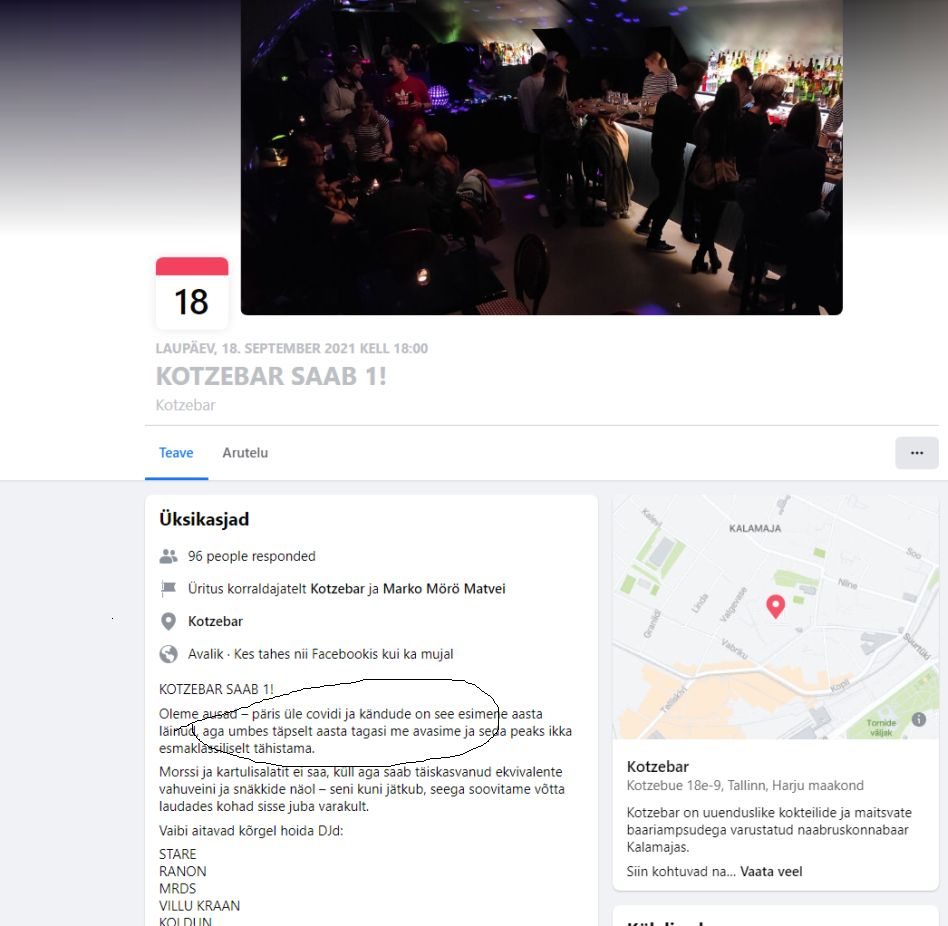 18
LAUPÄEV, 18. SEPTEMBER 2021 KELL 18:00
KOTZEBAR SAAB 1!
Kotzebar
Teave
Arutelu
Üksikasjad
96 people responded
Üritus korraldajatelt Kotzebar ja Marko Mörö Matvei
Kotzebar
Avalik · Kes tahes nii Facebookis kui ka mujal
KOTZEBAR SAAB 1!
Oleme ausad – päris üle covidi ja kändude on see esimene aasta
läinud, aga umbes täpselt aasta tagasi me avasime ja seda peaks ikka
esmaklassiliselt tähistama.
Morssi ja kartulisalatit ei saa, küll aga saab täiskasvanud ekvivalente
vahuveini ja snäkkide näol – seni kuni jätkub, seega soovitame võtta
laudades kohad sisse juba varakult.
Vaibi aitavad kõrgel hoida DJd:
STARE
RANON
MRDS
VILLU KRAAN
KOLDUN
KALAMAJA
Kalevi
Soo
Niine
Linda
Valgevase
Graniidi
Vabriku
Suurtüki
Kopli
Telliskivi
Tornide
väljak
Kotzebar
Kotzebue 18e-9, Tallinn, Harju maakond
Kotzebar on uuenduslike kokteilide ja maitsvate
baariampsudega varustatud naabruskonnabaar
Kalamajas.
Siin kohtuvad na... Vaata veel